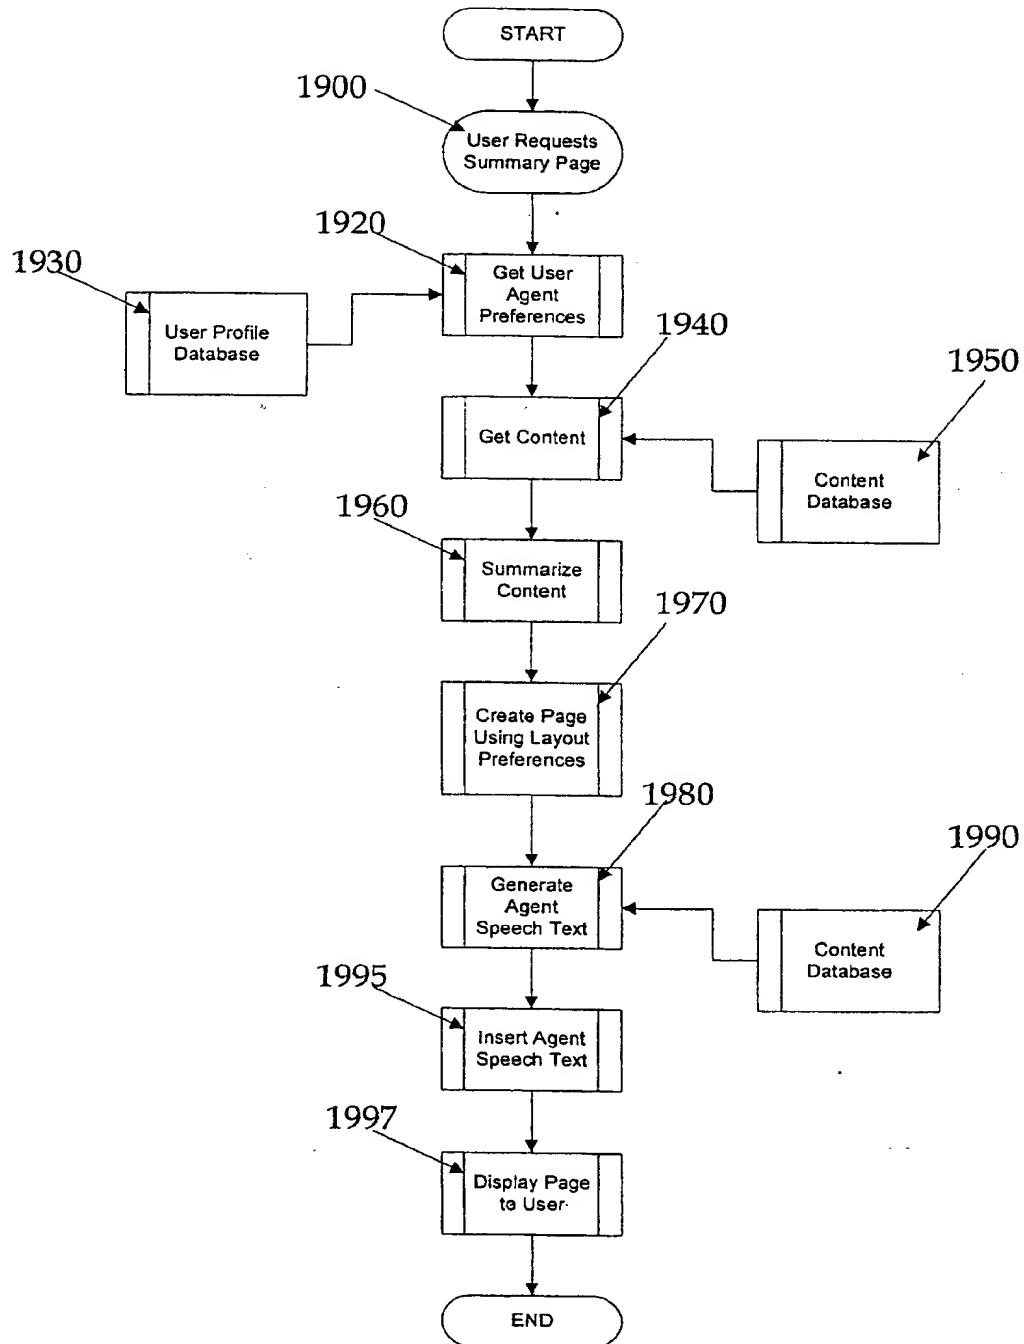 START
1900
User Requests
Summary Page
1920
Get User
Agent
Preferences
1930
User Profile
Database
1940
Get Content
1950
Content
Database
1960
Summarize
Content
1970
Create Page
Using Layout
Preferences
1980
Generate
Agent
Speech Text
1990
Content
Database
1995
Insert Agent
Speech Text
1997
Display Page
to User
END